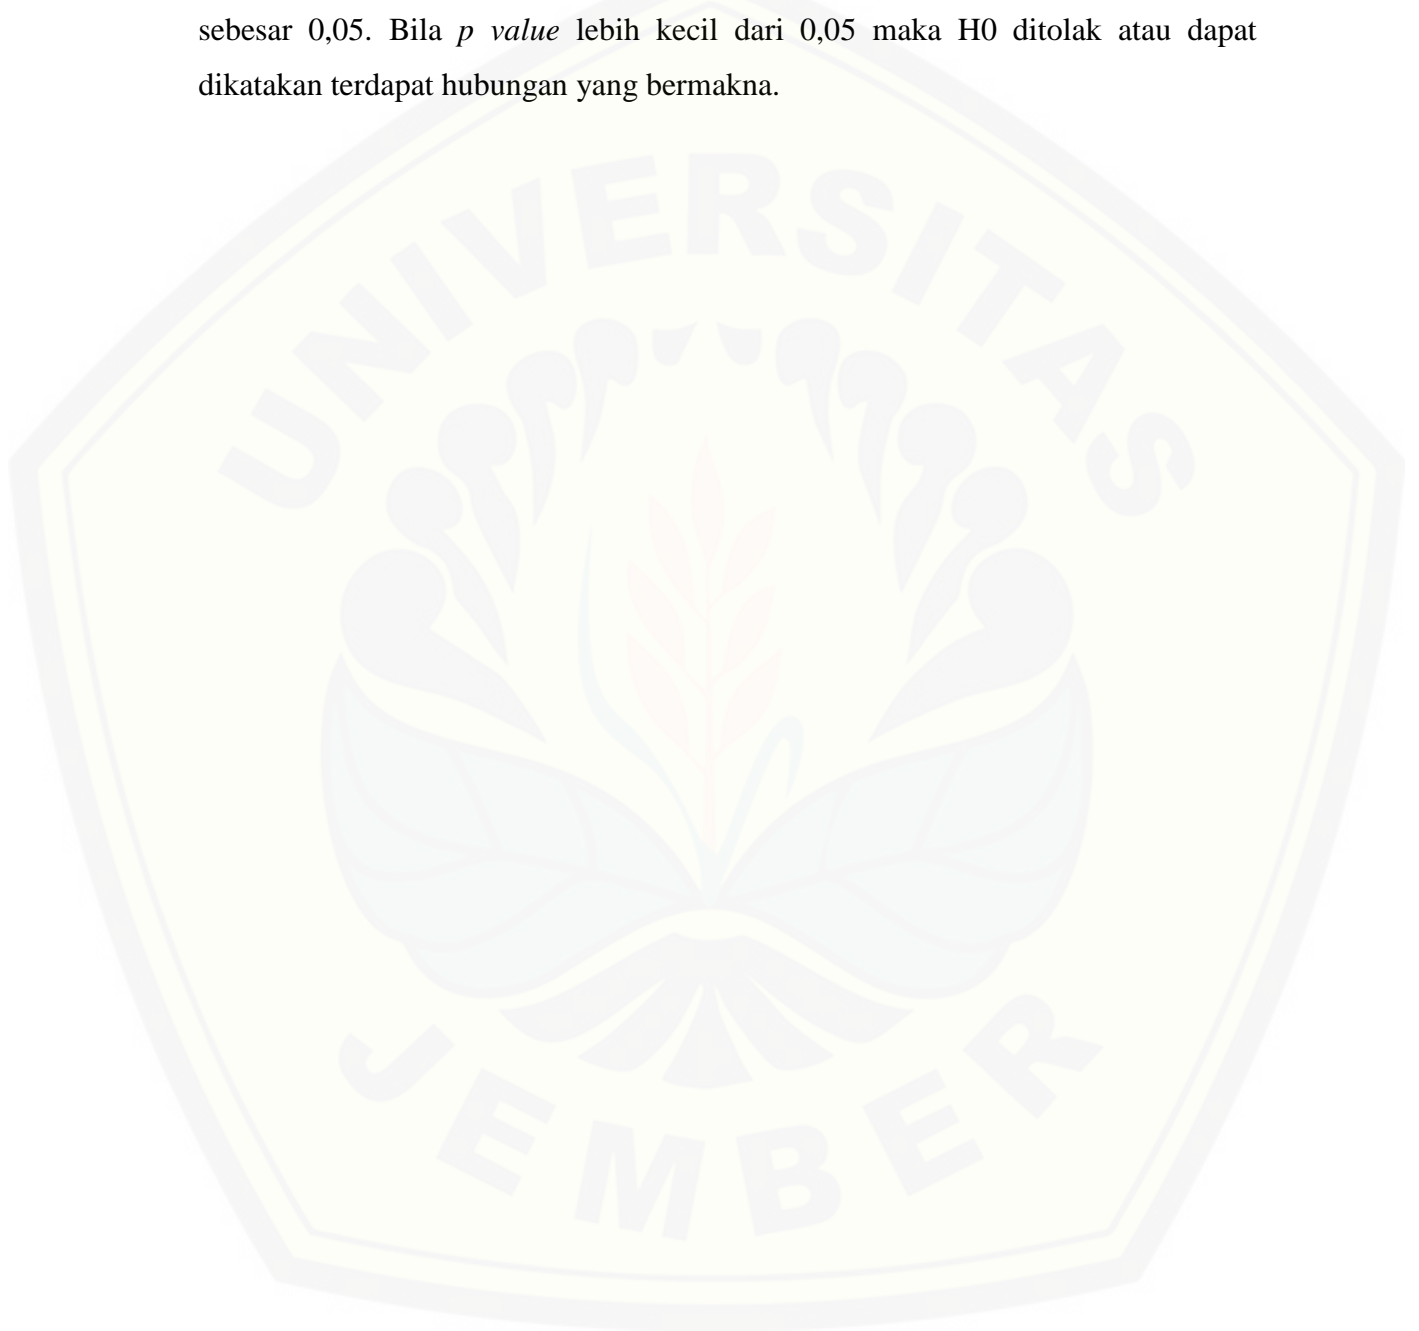 sebesar 0,05. Bila p value lebih kecil dari 0,05 maka H0 ditolak atau dapat
dikatakan terdapat hubungan yang bermakna.
UNIVERSITAS
JEMBER